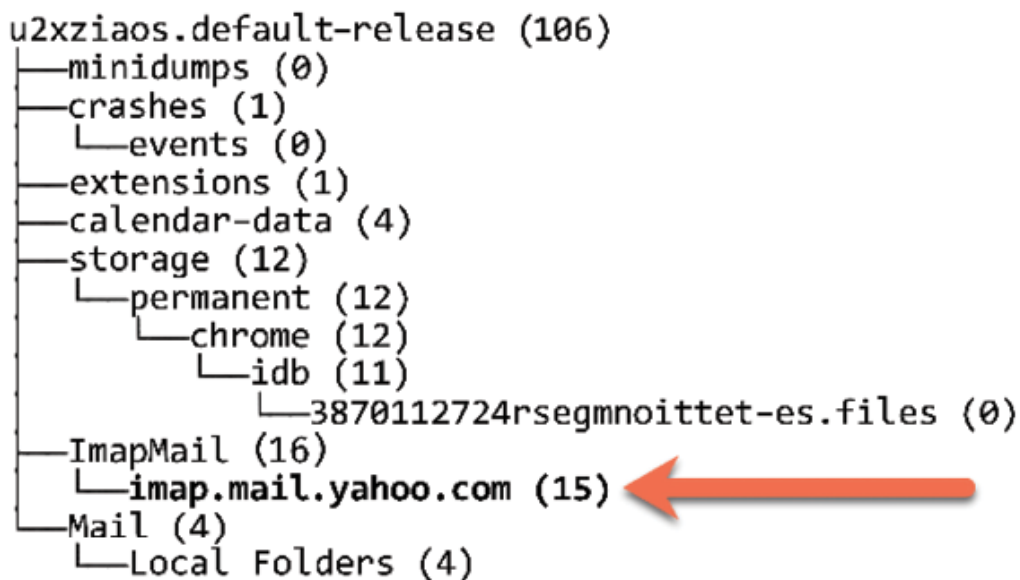 u2xziaos.default-release (106)
minidumps (0)
crashes (1)
events (0)
extensions (1)
calendar-data (4)
storage (12)
permanent (12)
chrome (12)
idb (11)
3870112724rsegmnoittet-es.files (0)
ImapMail (16)
imap.mail.yahoo.com (15)
Mail (4)
Local Folders (4)